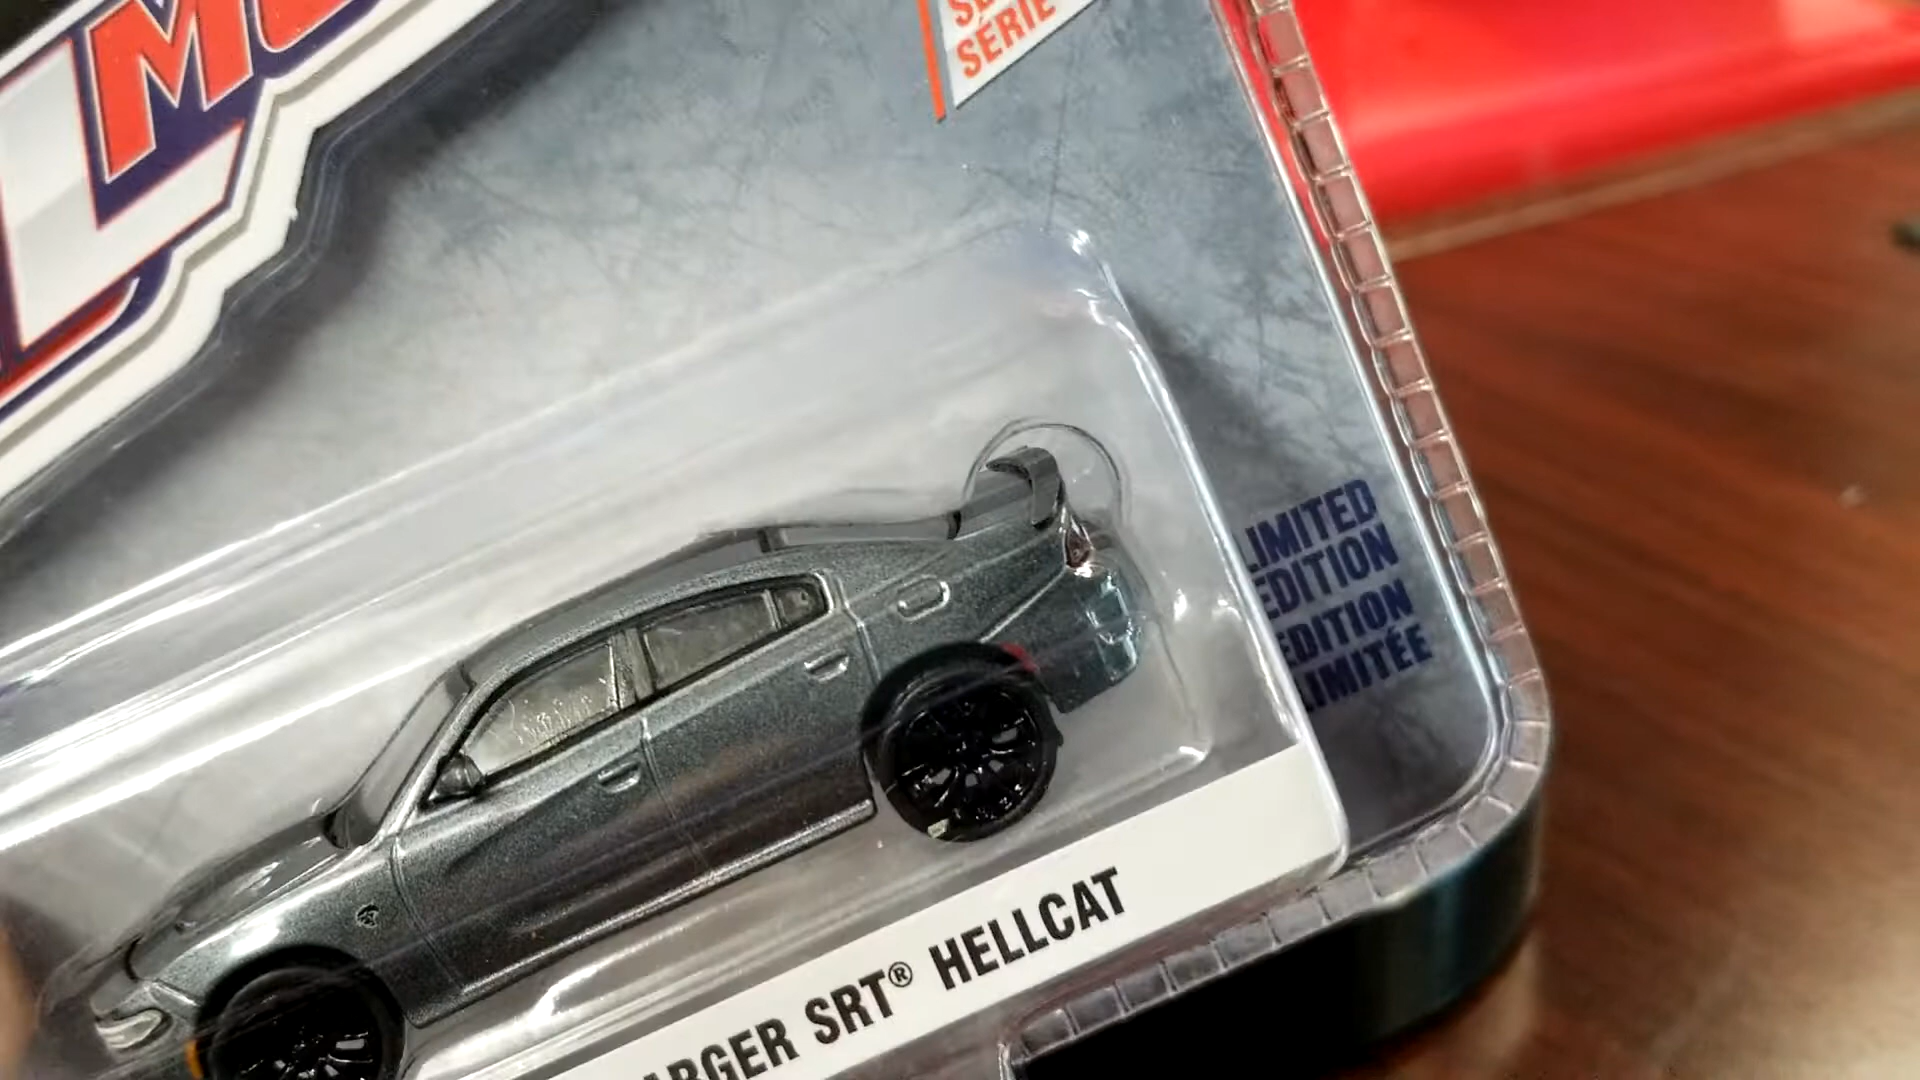 SÉRIE
LIMITED
EDITION
EDITION
LIMITÉE
ARGER SRT® HELLCAT